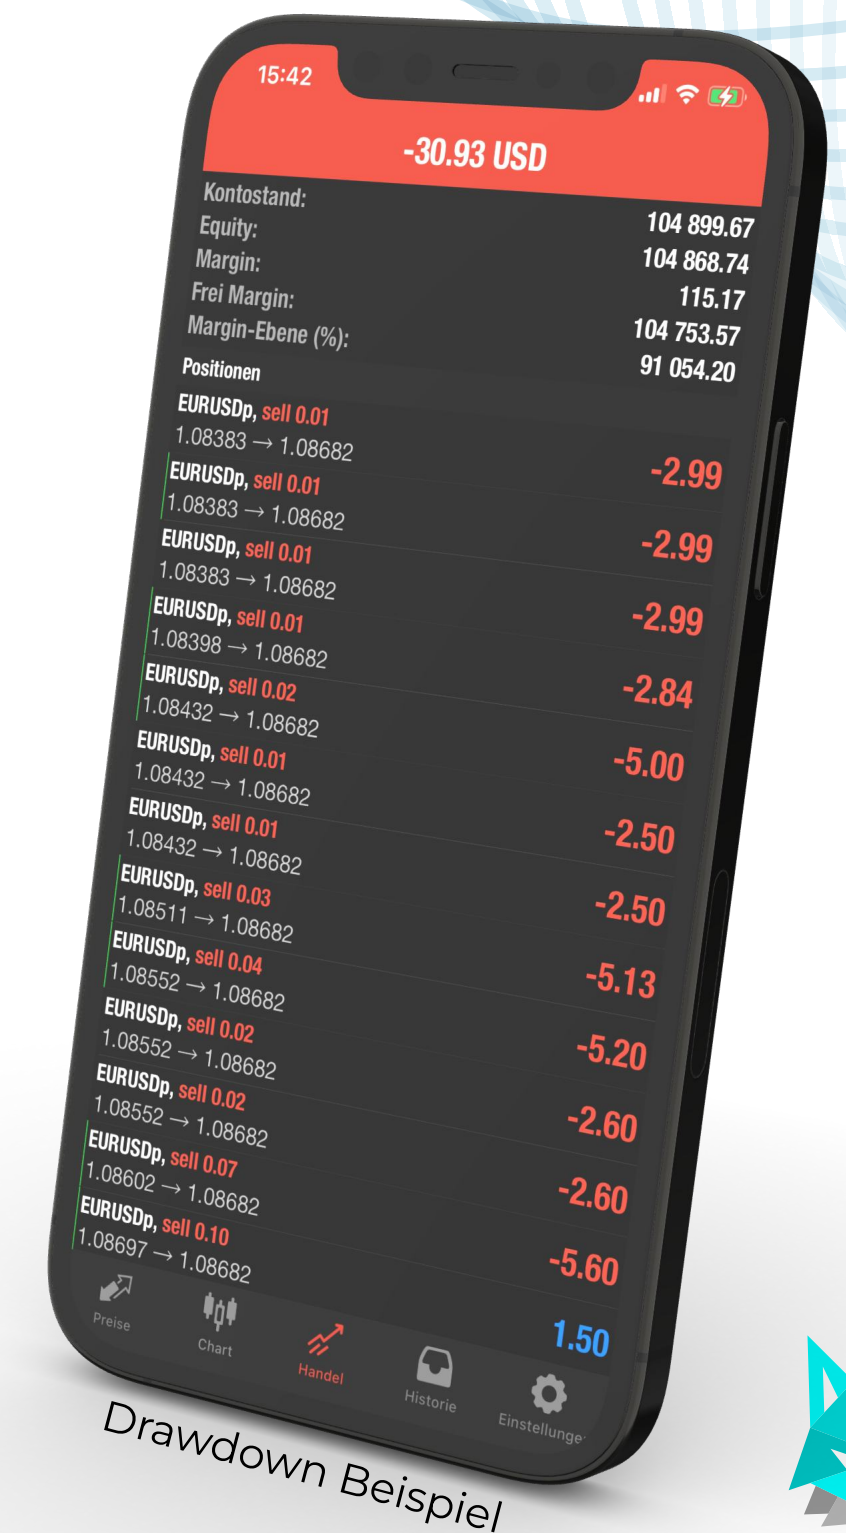 15:42
-30.93 USD
Kontostand: 104 899.67
Equity: 104 868.74
Margin: 115.17
Frei Margin: 104 753.57
Margin-Ebene (%): 91 054.20
Positionen
EURUSDp, sell 0.01
1.08383 → 1.08682 -2.99
EURUSDp, sell 0.01
1.08383 → 1.08682 -2.99
EURUSDp, sell 0.01
1.08383 → 1.08682 -2.99
EURUSDp, sell 0.01
1.08398 → 1.08682 -2.84
EURUSDp, sell 0.02
1.08432 → 1.08682 -5.00
EURUSDp, sell 0.01
1.08432 → 1.08682 -2.50
EURUSDp, sell 0.01
1.08432 → 1.08682 -2.50
EURUSDp, sell 0.03
1.08511 → 1.08682 -5.13
EURUSDp, sell 0.04
1.08552 → 1.08682 -5.20
EURUSDp, sell 0.02
1.08552 → 1.08682 -2.60
EURUSDp, sell 0.02
1.08552 → 1.08682 -2.60
EURUSDp, sell 0.07
1.08602 → 1.08682 -5.60
EURUSDp, sell 0.10
1.08697 → 1.08682 1.50
Preise Chart Handel Historie Einstellunge
Drawdown Beispiel